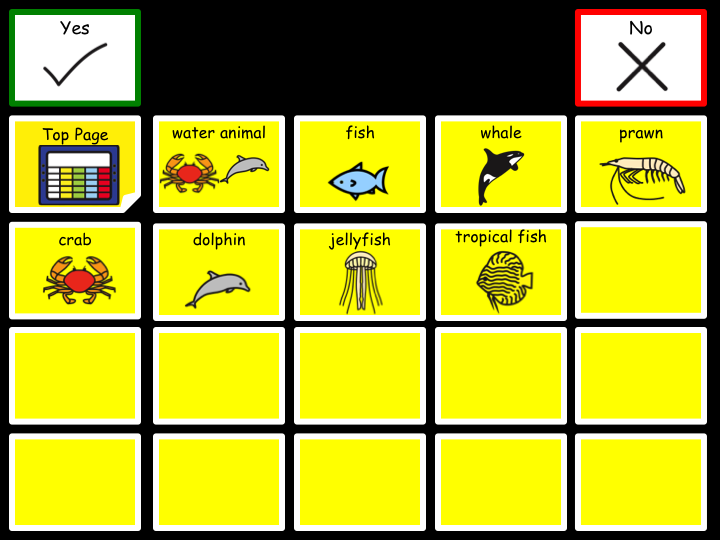 Yes
No
Top Page
water animal
fish
whale
prawn
crab
dolphin
jellyfish
tropical fish